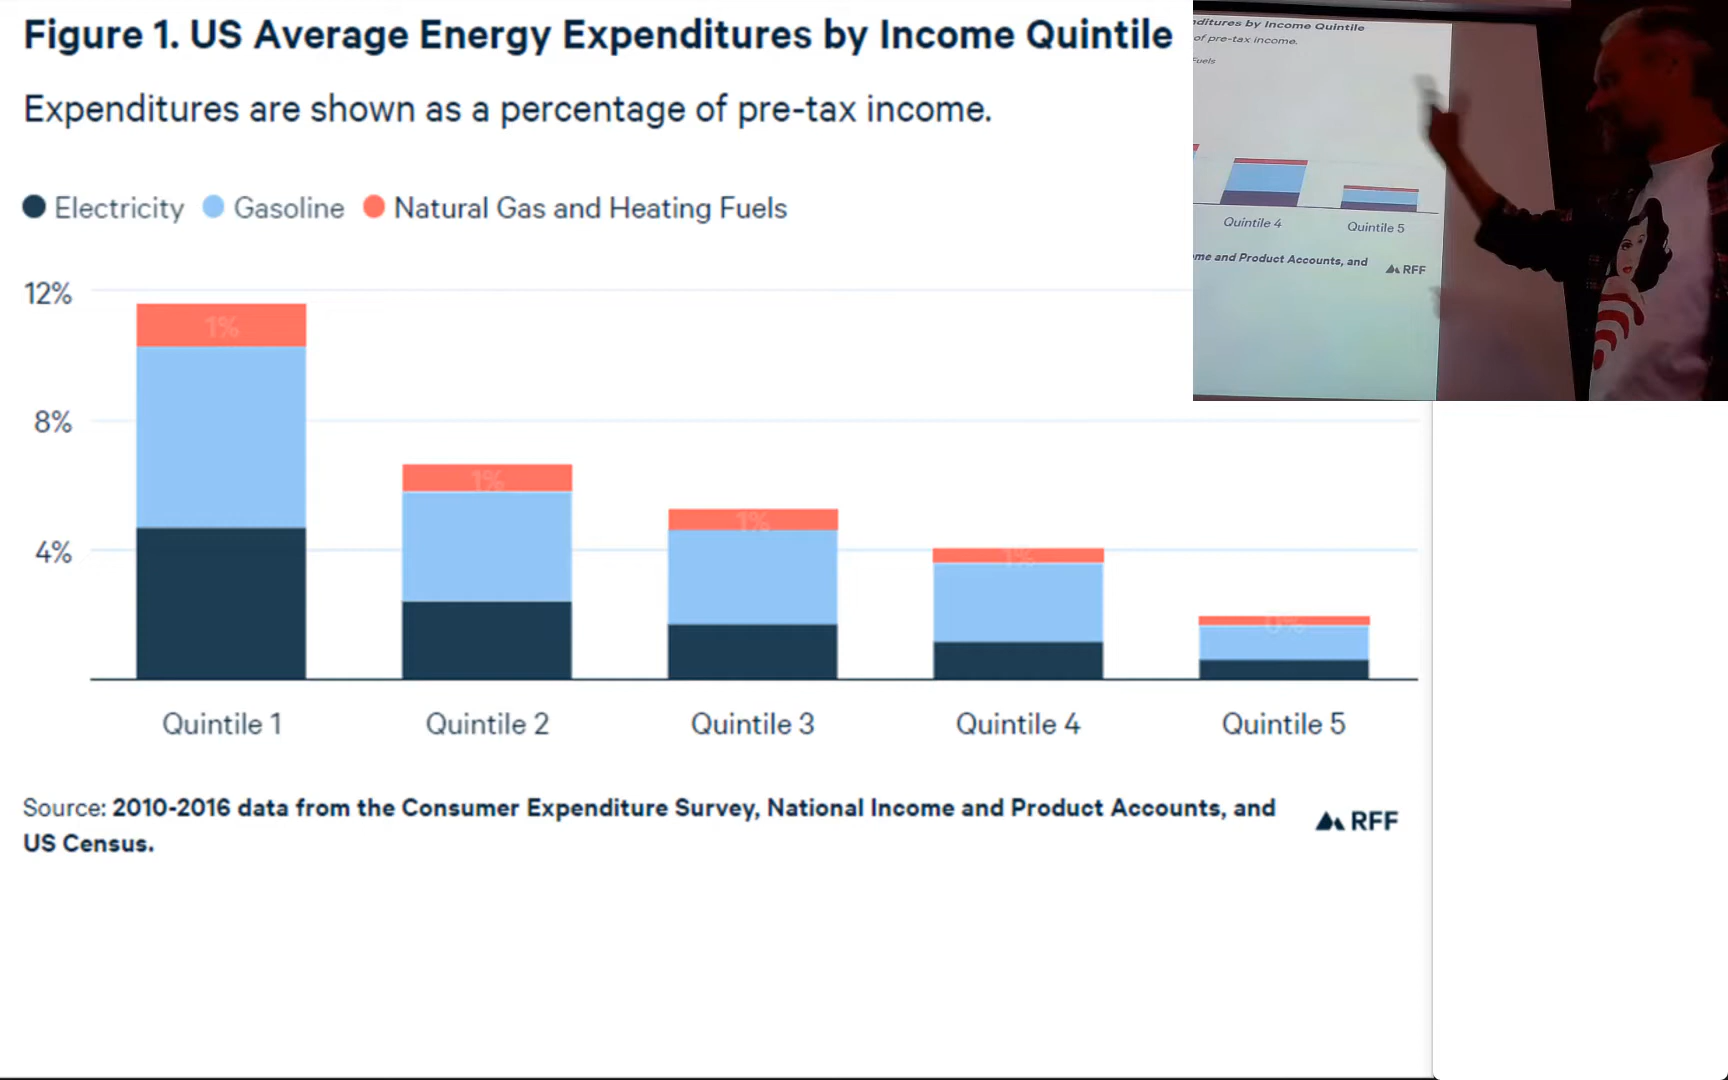 Figure 1. US Average Energy Expenditures by Income Quintile
Expenditures are shown as a percentage of pre-tax income.
Electricity Gasoline Natural Gas and Heating Fuels
12%
8%
4%
1%
1%
1%
1%
0%
Quintile 1 Quintile 2 Quintile 3 Quintile 4 Quintile 5
Source: 2010-2016 data from the Consumer Expenditure Survey, National Income and Product Accounts, and
US Census.
RFF
nditures by Income Quintile
of pre-tax income.
Fuels
Quintile 4 Quintile 5
me and Product Accounts, and
RFF